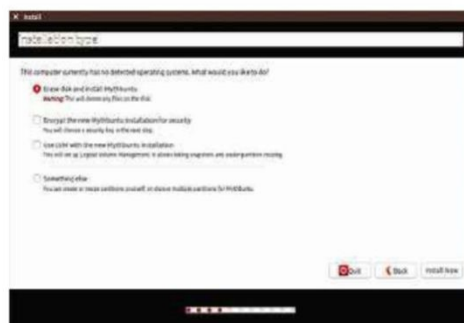 Install
Installation type
This computer currently has no detected operating systems. What would you like to do?
Erase disk and install Mythbuntu
Warning: This will delete any files on the disk.
Encrypt the new Mythbuntu installation for security
You will choose a security key in the next step.
Use LVM with the new Mythbuntu installation
This will set up Logical Volume Management. It allows taking snapshots and easier partition resizing.
Something else
You can create or resize partitions yourself, or choose multiple partitions for Mythbuntu.
Quit
Back
Install Now